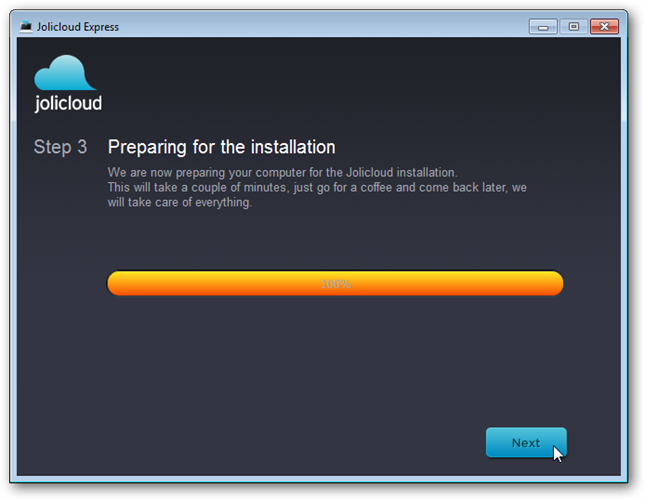 Jolicloud Express
jolicloud
Step 3 Preparing for the installation
We are now preparing your computer for the Jolicloud installation.
This will take a couple of minutes, just go for a coffee and come back later, we
will take care of everything.
100%
Next